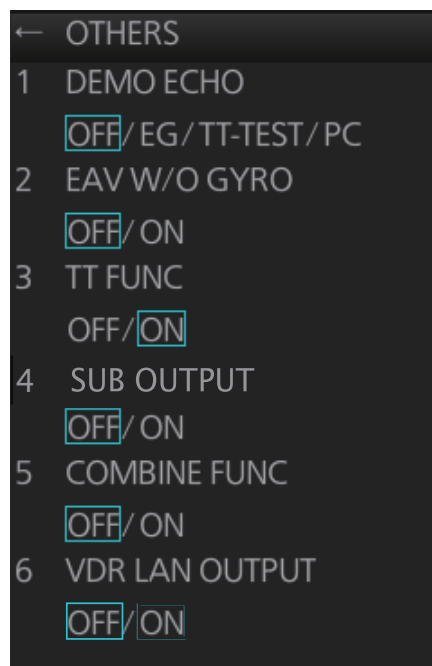 ← OTHERS
1 DEMO ECHO
OFF/ EG/ TT-TEST/ PC
2 EAV W/O GYRO
OFF/ ON
3 TT FUNC
OFF/ ON
4 SUB OUTPUT
OFF/ ON
5 COMBINE FUNC
OFF/ ON
6 VDR LAN OUTPUT
OFF/ ON